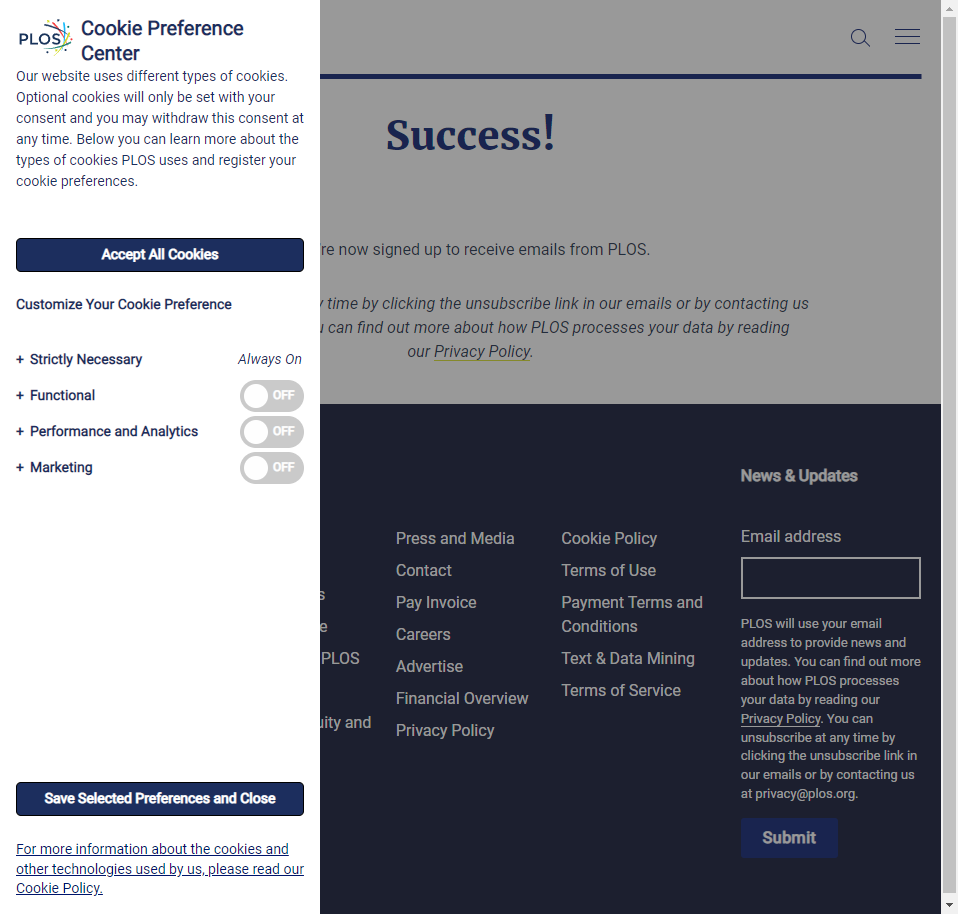 PLOS
Cookie Preference
Center
Our website uses different types of cookies.
Optional cookies will only be set with your
consent and you may withdraw this consent at
any time. Below you can learn more about the
types of cookies PLOS uses and register your
cookie preferences.
Accept All Cookies
Customize Your Cookie Preference
+ Strictly Necessary Always On
+ Functional OFF
+ Performance and Analytics OFF
+ Marketing OFF
Save Selected Preferences and Close
For more information about the cookies and
other technologies used by us, please read our
Cookie Policy.
Success!
're now signed up to receive emails from PLOS.
time by clicking the unsubscribe link in our emails or by contacting us
can find out more about how PLOS processes your data by reading
our Privacy Policy.
PLOS
and
Press and Media
Contact
Pay Invoice
Careers
Advertise
Financial Overview
Privacy Policy
Cookie Policy
Terms of Use
Payment Terms and
Conditions
Text & Data Mining
Terms of Service
News & Updates
Email address
PLOS will use your email
address to provide news and
updates. You can find out more
about how PLOS processes
your data by reading our
Privacy Policy. You can
unsubscribe at any time by
clicking the unsubscribe link in
our emails or by contacting us
at privacy@plos.org.
Submit